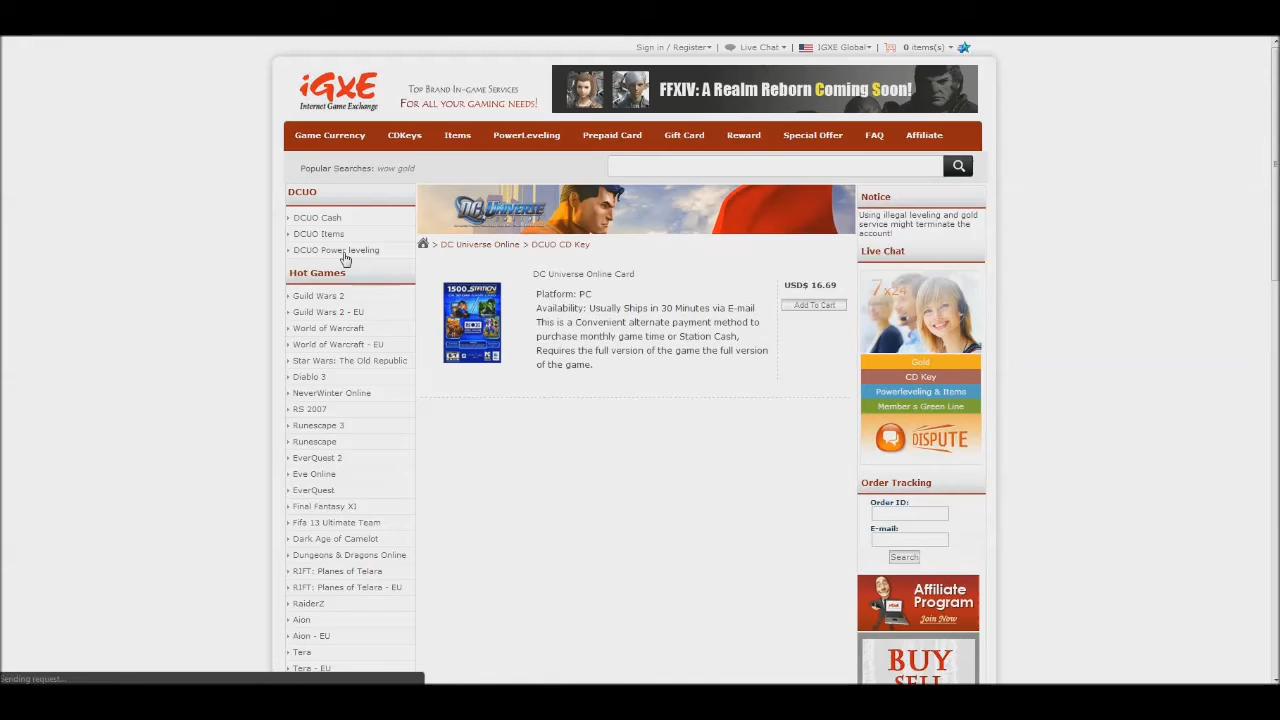 Sign in / Register
Live Chat
IGXE Global
0 items(s)
iGXE
Internet Game Exchange
Top Brand In-game Services
For all your gaming needs!
FFXIV: A Realm Reborn Coming Soon!
Game Currency
CDKeys
Items
PowerLeveling
Prepaid Card
Gift Card
Reward
Special Offer
FAQ
Affiliate
Popular Searches: wow gold
DCUO
DCUO Cash
DCUO Items
DCUO Power leveling
Hot Games
Guild Wars 2
Guild Wars 2 - EU
World of Warcraft
World of Warcraft - EU
Star Wars: The Old Republic
Diablo 3
NeverWinter Online
RS 2007
Runescape 3
Runescape
EverQuest 2
Eve Online
EverQuest
Final Fantasy XI
Fifa 13 Ultimate Team
Dark Age of Camelot
Dungeons & Dragons Online
RIFT: Planes of Telara
RIFT: Planes of Telara - EU
RaiderZ
Aion
Aion - EU
Tera
Tera - EU
DC UNIVERSE
> DC Universe Online > DCUO CD Key
DC Universe Online Card
1500 STATION
Platform: PC
Availability: Usually Ships in 30 Minutes via E-mail
This is a Convenient alternate payment method to
purchase monthly game time or Station Cash,
Requires the full version of the game the full version
of the game.
USD$ 16.69
Add To Cart
Notice
Using illegal leveling and gold
service might terminate the
account!
Live Chat
7x24
Gold
CD Key
Powerleveling & Items
Member s Green Line
DISPUTE
Order Tracking
Order ID:
E-mail:
Search
Affiliate
Program
Join Now
BUY
SELL
Sending request...